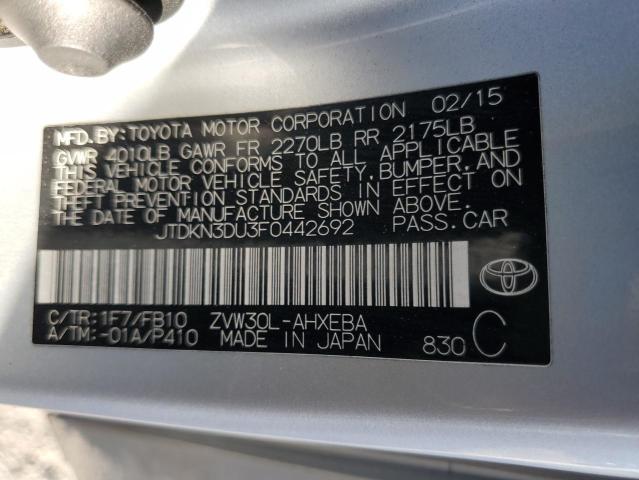 MFD.BY:TOYOTA MOTOR CORPORATION 02/15
GVWR 4010LB GAWR FR 2270LB RR 2175LB
THIS VEHICLE CONFORMS TO ALL APPLICABLE
FEDERAL MOTOR VEHICLE SAFETY,BUMPER,AND
THEFT PREVENTION STANDARDS IN EFFECT ON
THE DATE OF MANUFACTURE SHOWN ABOVE.
JTDKN3DU3F0442692 PASS.CAR
C/TR:1F7/FB10 ZVW30L-AHXEBA
A/TM:-01A/P410 MADE IN JAPAN 830 C